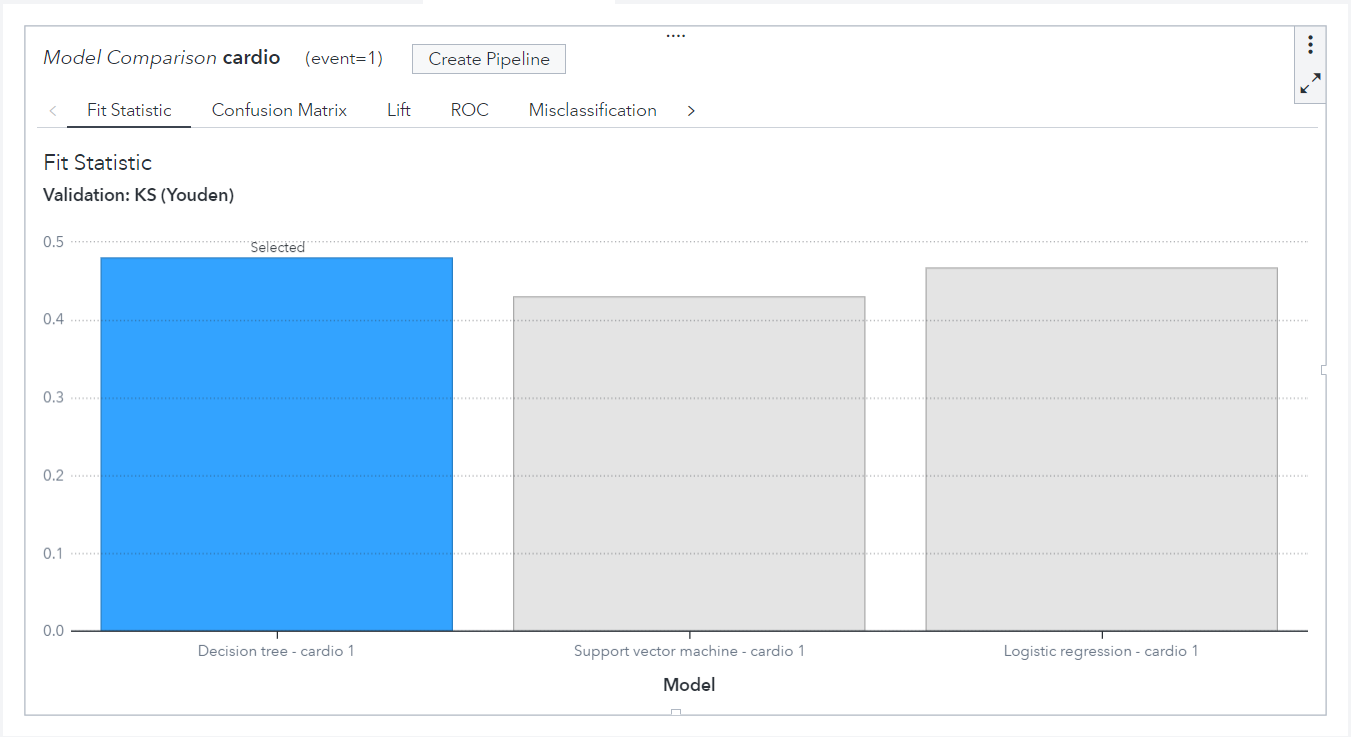 Model Comparison cardio (event=1) Create Pipeline
Fit Statistic Confusion Matrix Lift ROC Misclassification
Fit Statistic
Validation: KS (Youden)
0.5
Selected
0.4
0.3
0.2
0.1
0.0
Decision tree - cardio 1 Support vector machine - cardio 1 Logistic regression - cardio 1
Model